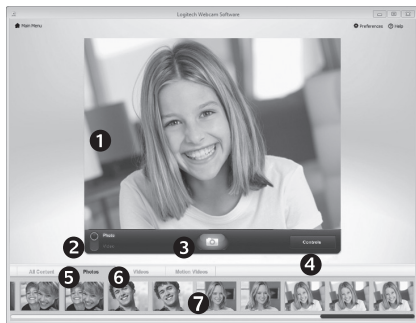 Logitech Webcam Software
Main Menu
Preferences
Help
1
Photo
Video
2
3
Controls
4
All Content
Photos
Videos
Motion Videos
5
6
7